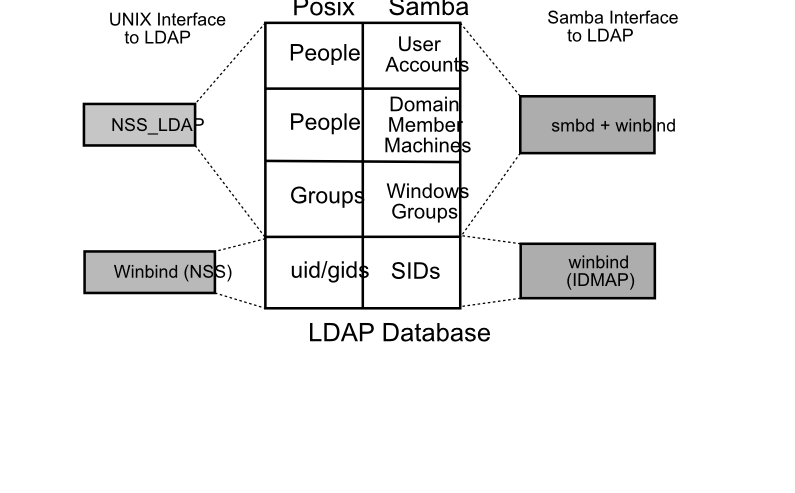 Posix Samba
UNIX Interface
to LDAP
Samba Interface
to LDAP
People
User
Accounts
NSS_LDAP
People
Domain
Member
Machines
smbd + winbind
Groups
Windows
Groups
Winbind (NSS)
uid/gids
SIDs
winbind
(IDMAP)
LDAP Database